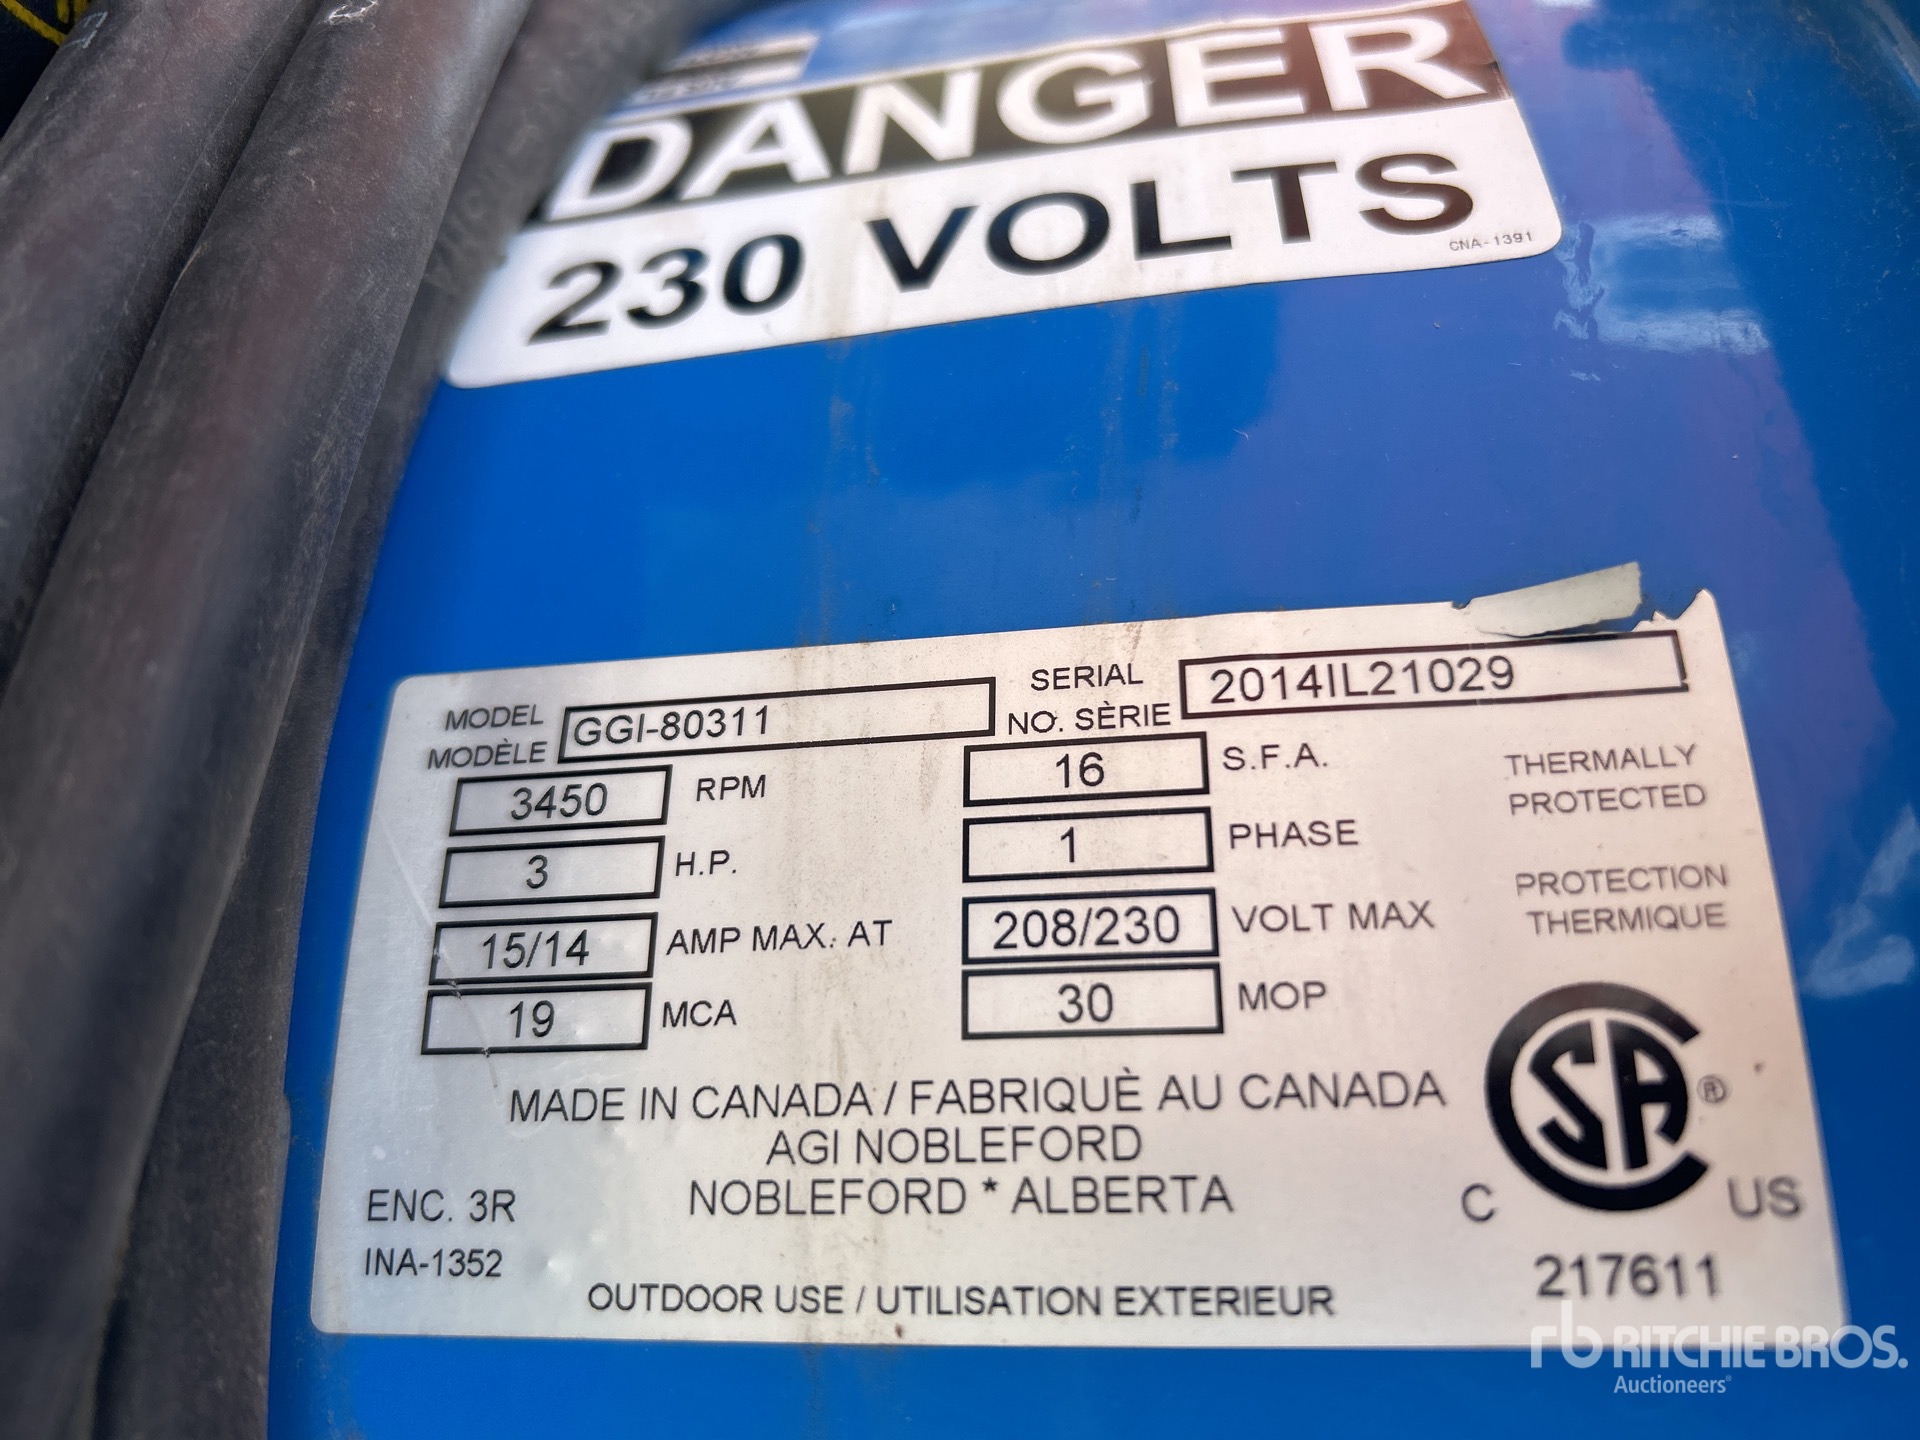 DANGER
230 VOLTS
CNA-1391
MODEL
MODÈLE
GGI-80311
SERIAL
NO. SÈRIE
2014IL21029
3450 RPM
16 S.F.A.
3 H.P.
1 PHASE
15/14 AMP MAX. AT
208/230 VOLT MAX
19 MCA
30 MOP
THERMALLY
PROTECTED
PROTECTION
THERMIQUE
MADE IN CANADA / FABRIQUÈ AU CANADA
AGI NOBLEFORD
NOBLEFORD * ALBERTA
ENC. 3R
INA-1352
OUTDOOR USE / UTILISATION EXTERIEUR
CSA ®
C US
217611
rb RITCHIE BROS.
Auctioneers